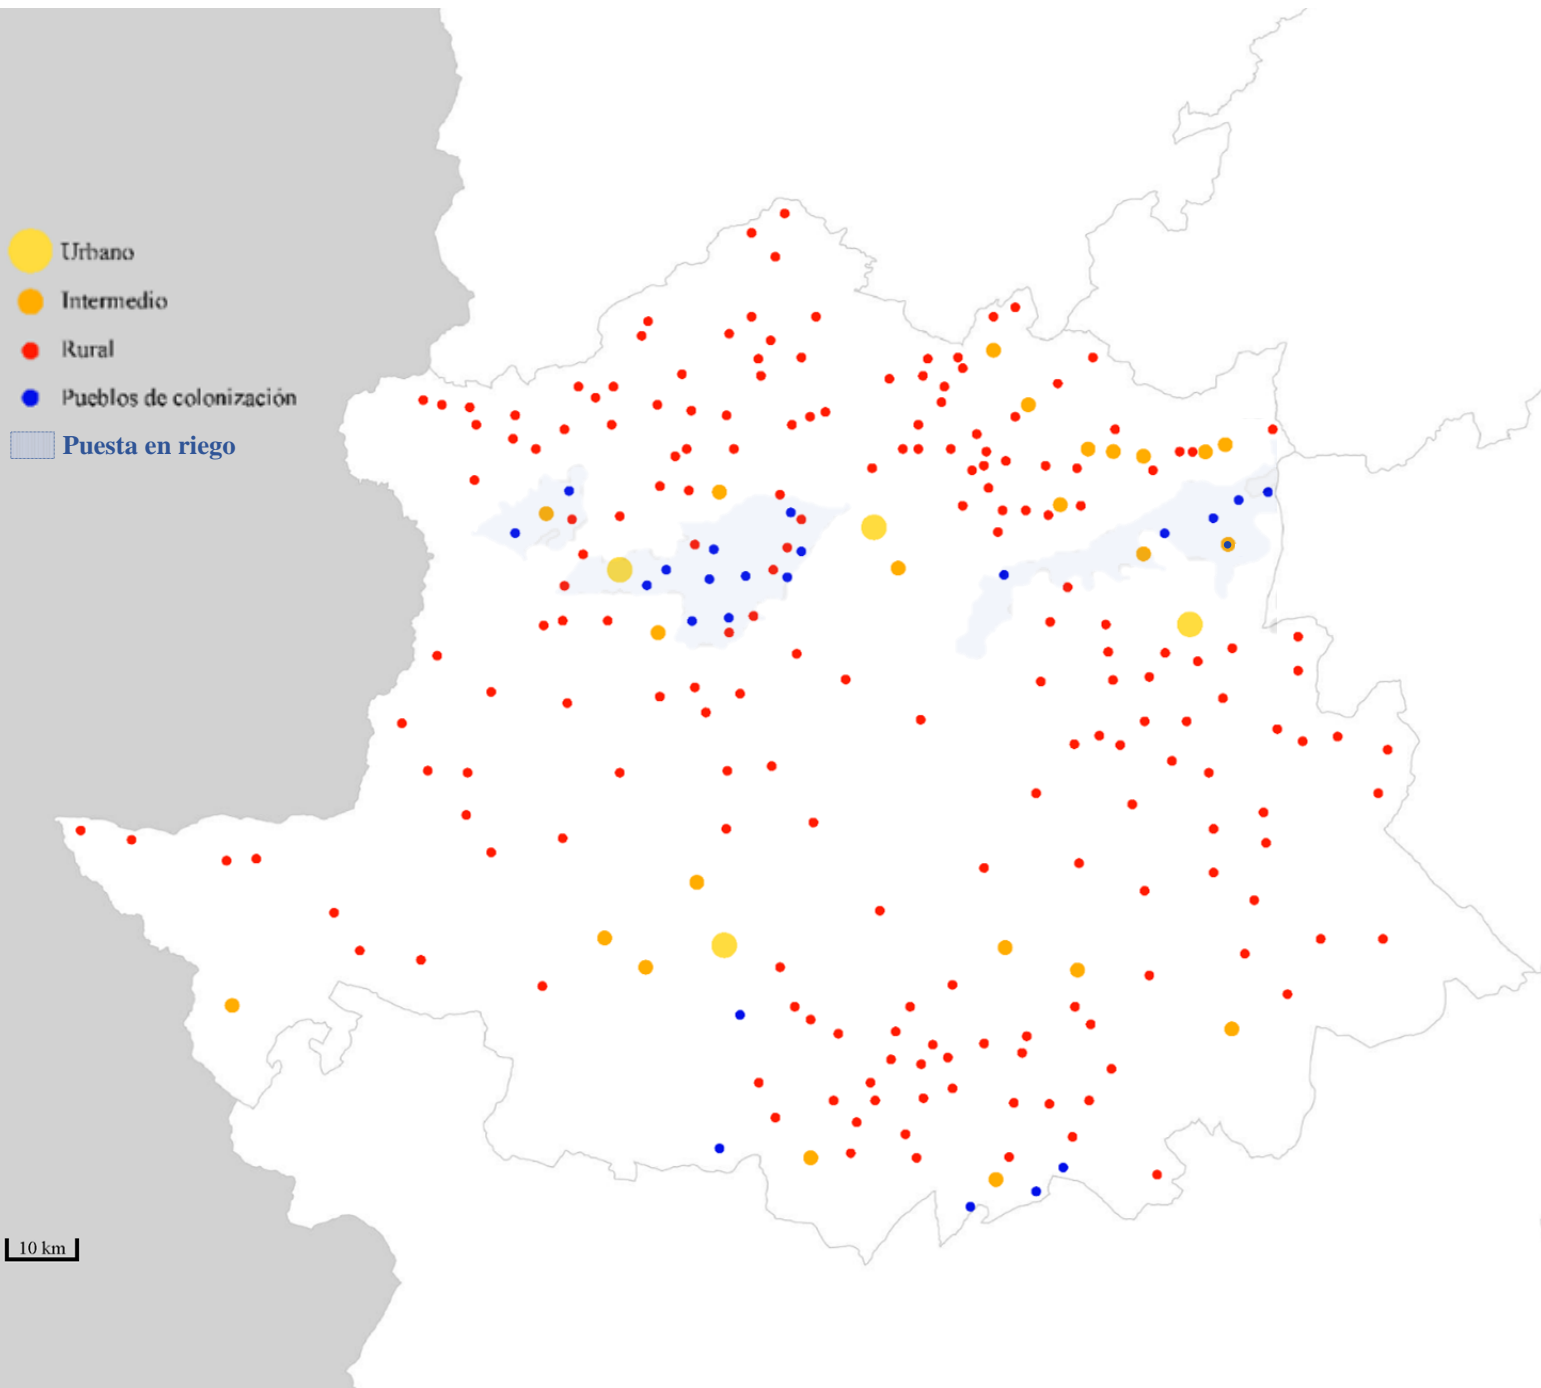 Urbano
Intermedio
Rural
Pueblos de colonización
Puesta en riego
10 km